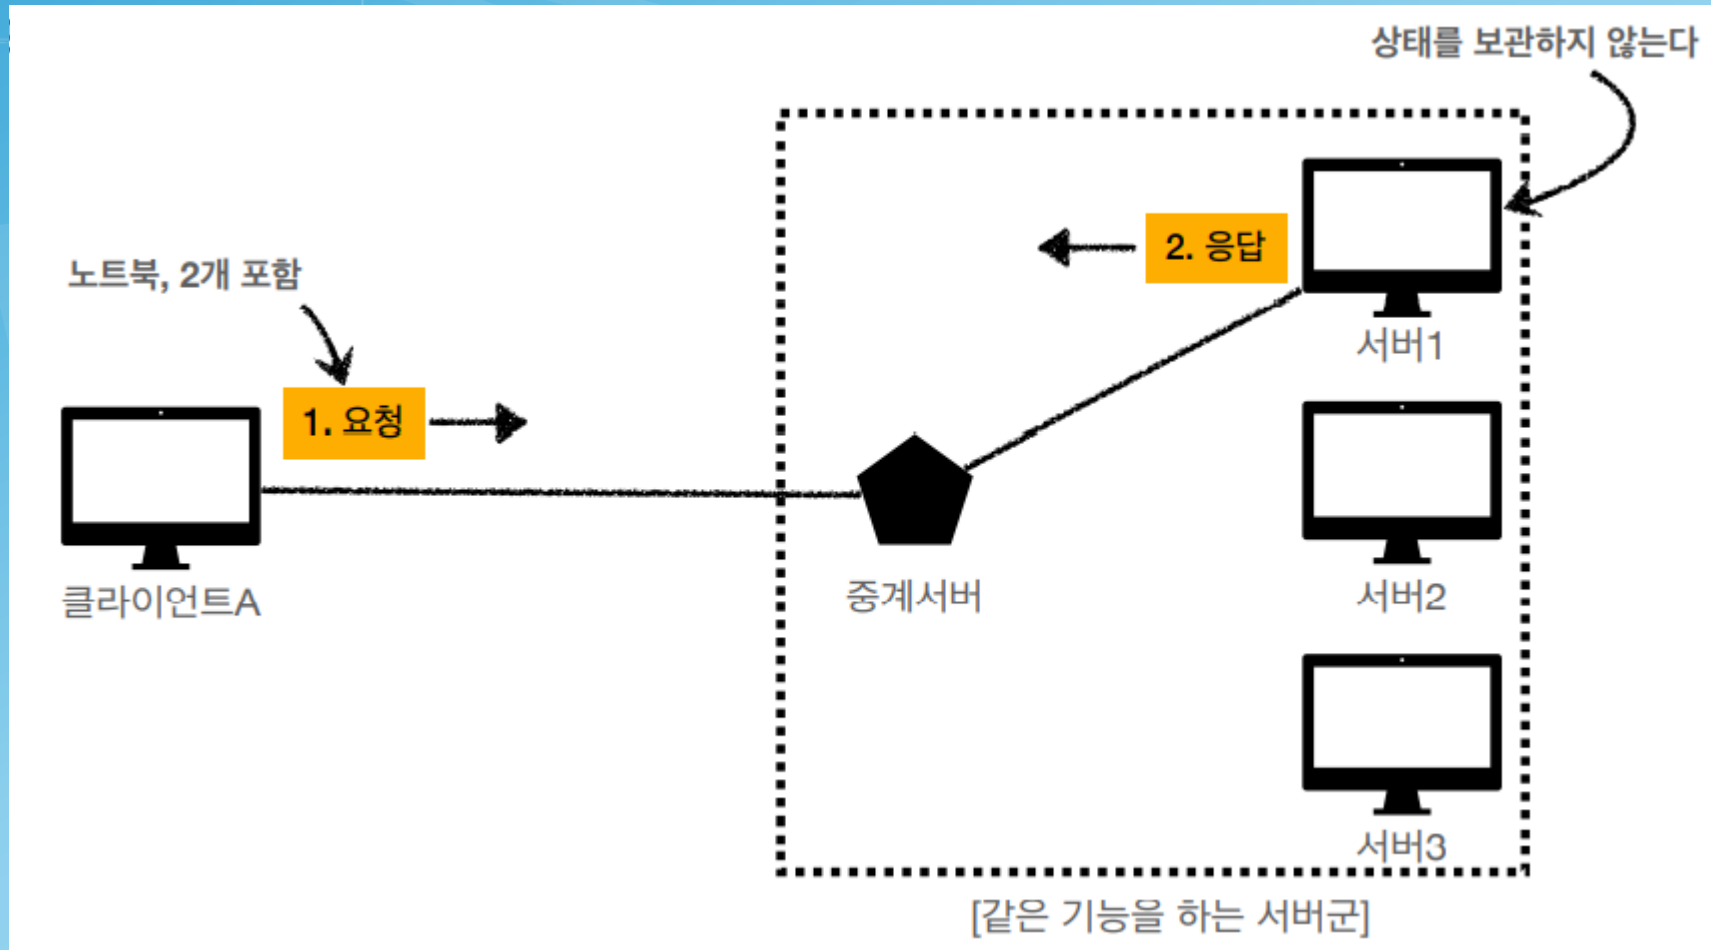 상태를 보관하지 않는다
2. 응답
노트북, 2개 포함
서버1
1. 요청
클라이언트A
중계서버
서버2
서버3
[같은 기능을 하는 서버군]